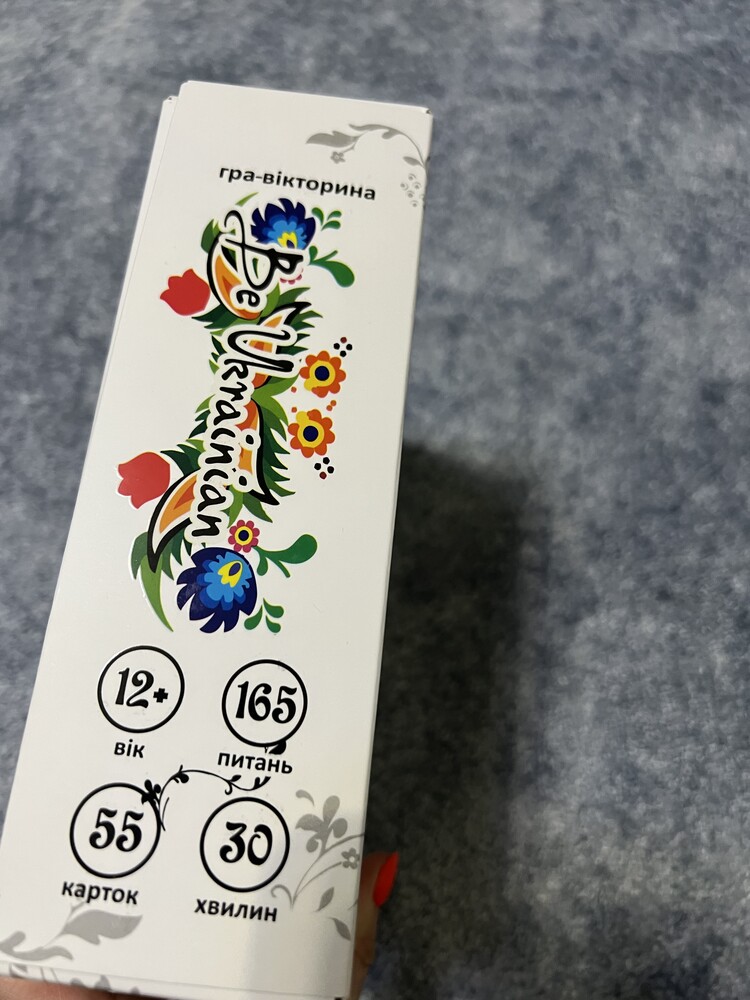 гра-вікторина
Be Ukrainian
12+
вік
165
питань
55
карток
30
хвилин